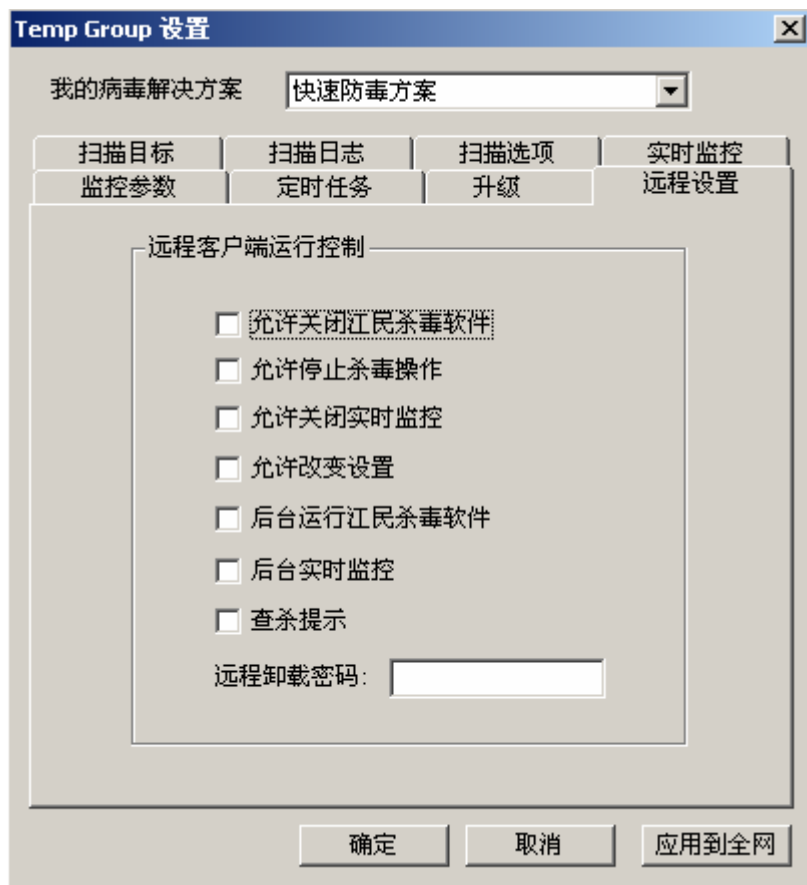 Temp Group 设置
我的病毒解决方案 快速防毒方案
扫描目标 扫描日志 扫描选项 实时监控
监控参数 定时任务 升级 远程设置
远程客户端运行控制
允许关闭江民杀毒软件
允许停止杀毒操作
允许关闭实时监控
允许改变设置
后台运行江民杀毒软件
后台实时监控
查杀提示
远程卸载密码:
确定 取消 应用到全网